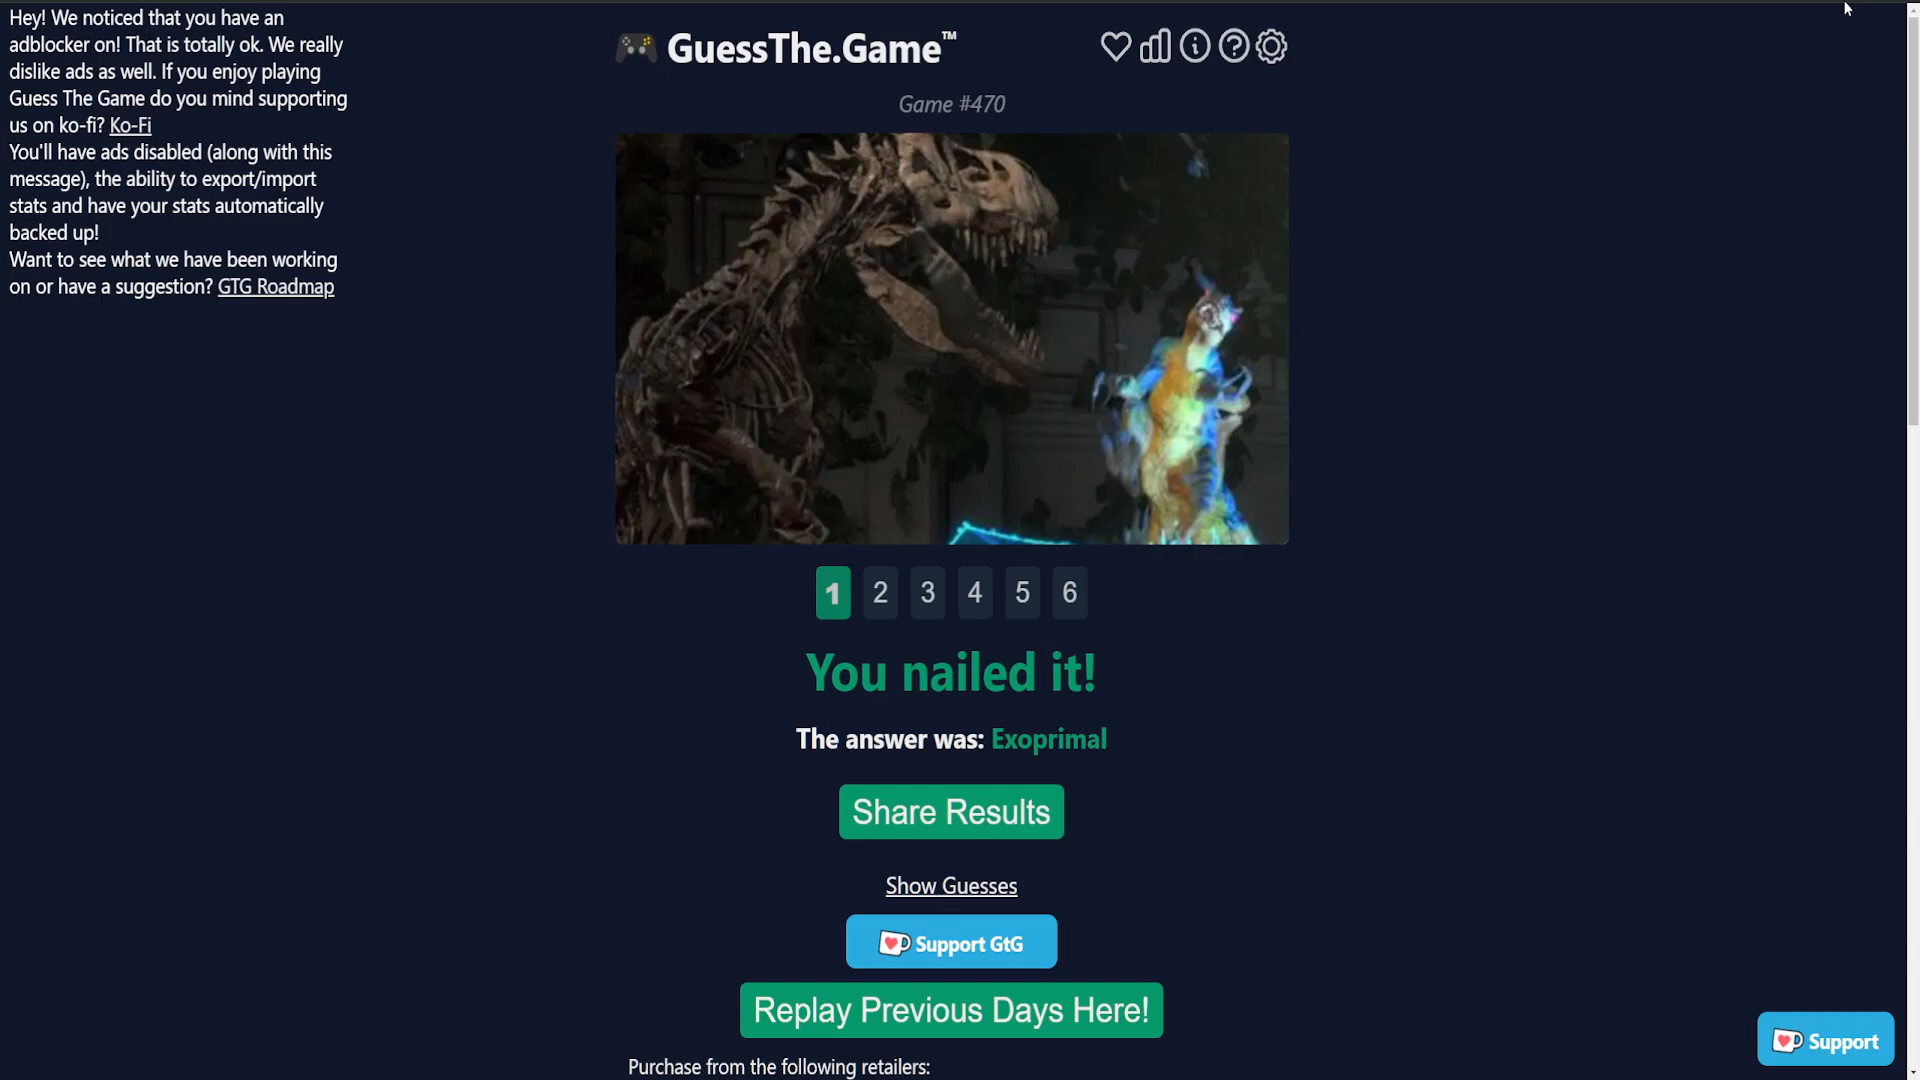 Hey! We noticed that you have an
adblocker on! That is totally ok. We really
dislike ads as well. If you enjoy playing
Guess The Game do you mind supporting
us on ko-fi? Ko-Fi
You'll have ads disabled (along with this
message), the ability to export/import
stats and have your stats automatically
backed up!
Want to see what we have been working
on or have a suggestion? GTG Roadmap
GuessThe.Game™
Game #470
1 2 3 4 5 6
You nailed it!
The answer was: Exoprimal
Share Results
Show Guesses
Support GtG
Replay Previous Days Here!
Purchase from the following retailers:
Support